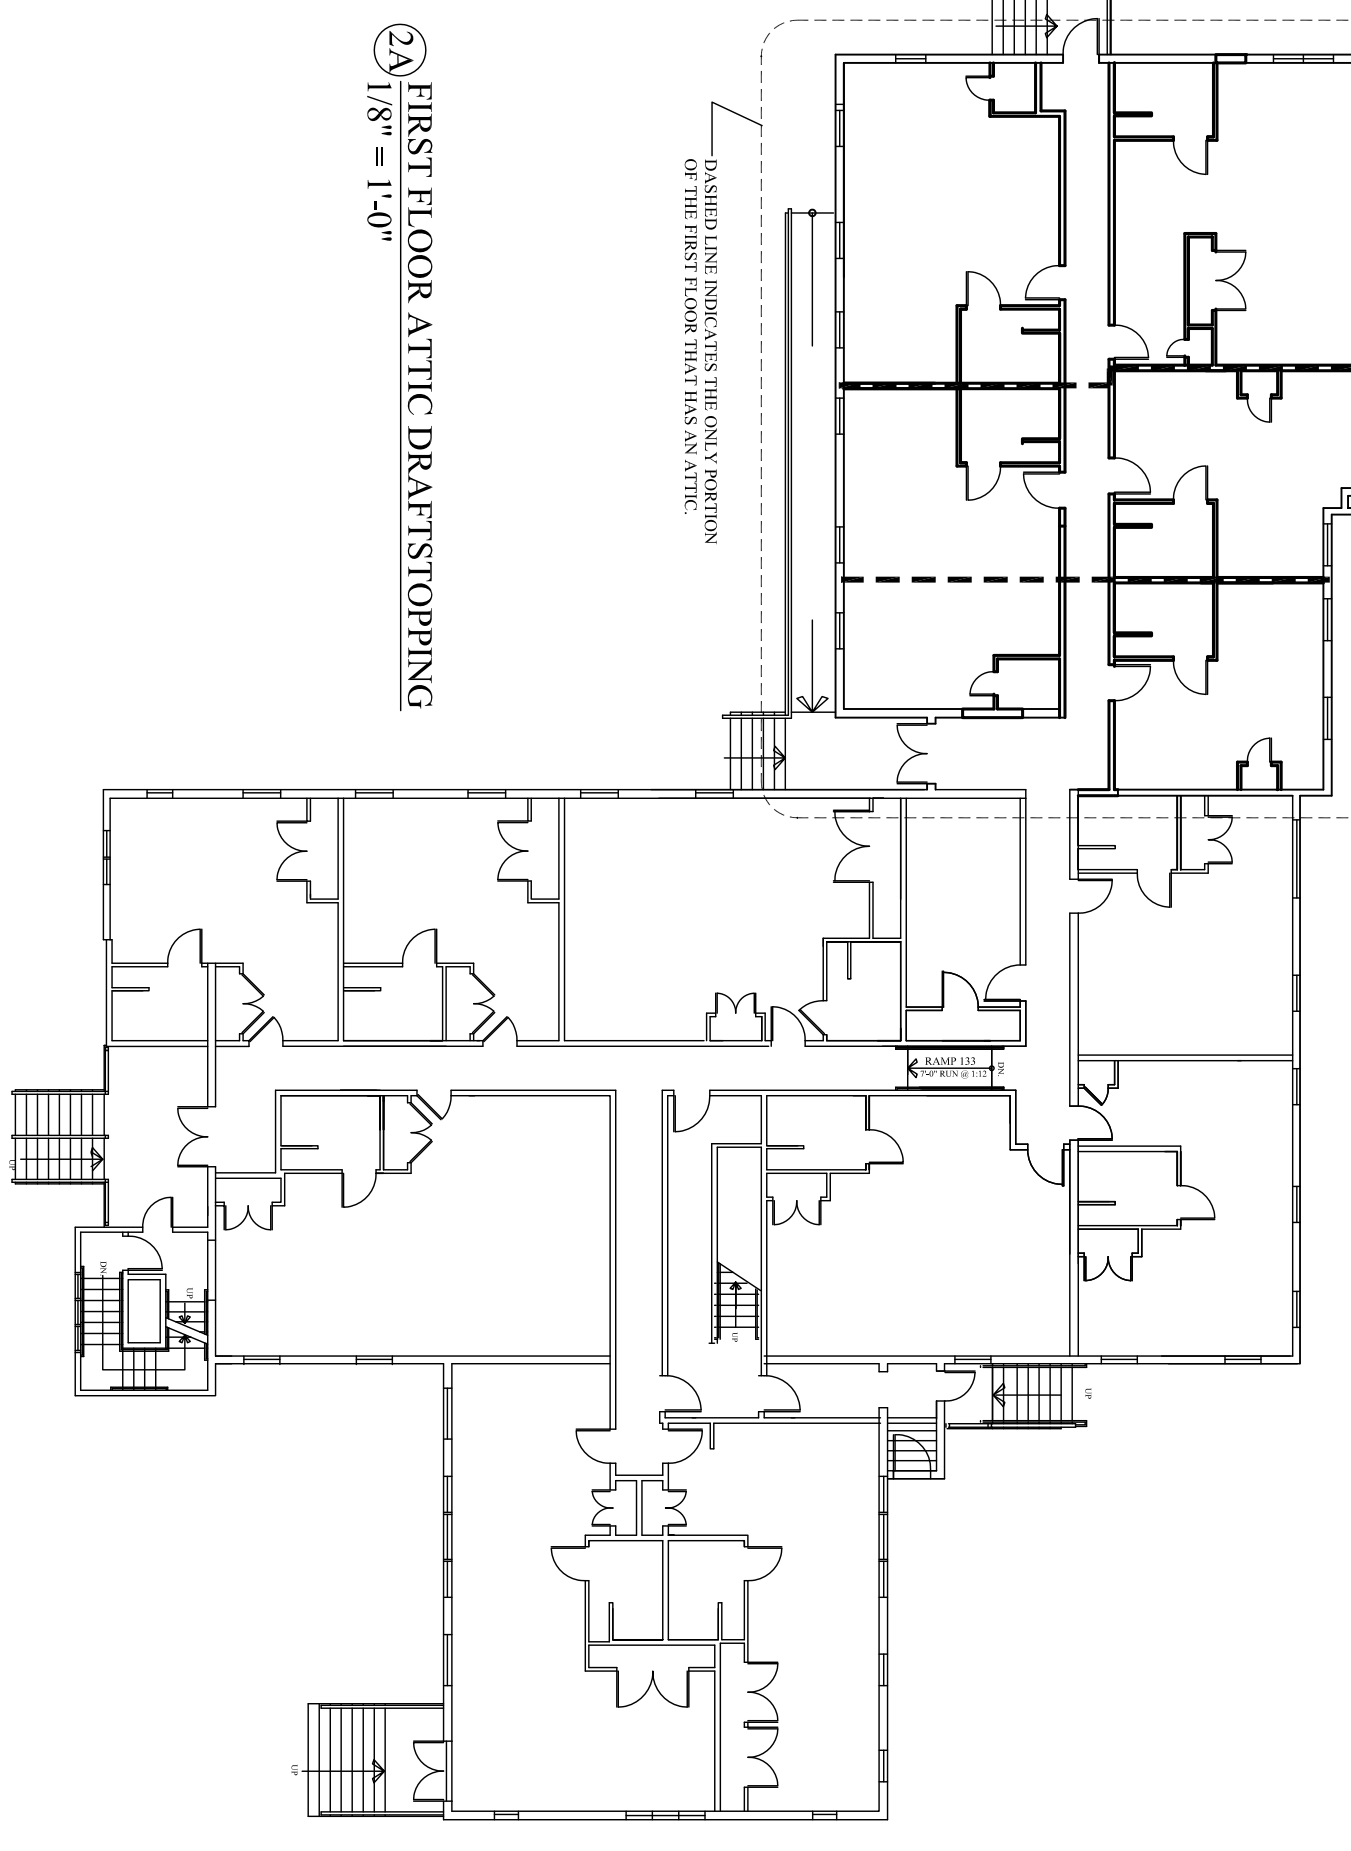 2A
FIRST FLOOR ATTIC DRAFTSTOPPING
1/8" = 1'-0"
DASHED LINE INDICATES THE ONLY PORTION
OF THE FIRST FLOOR THAT HAS AN ATTIC.
RAMP 133
7'-0" RUN @ 1:12
DN.
UP
DN.
UP
UP
UP
UP